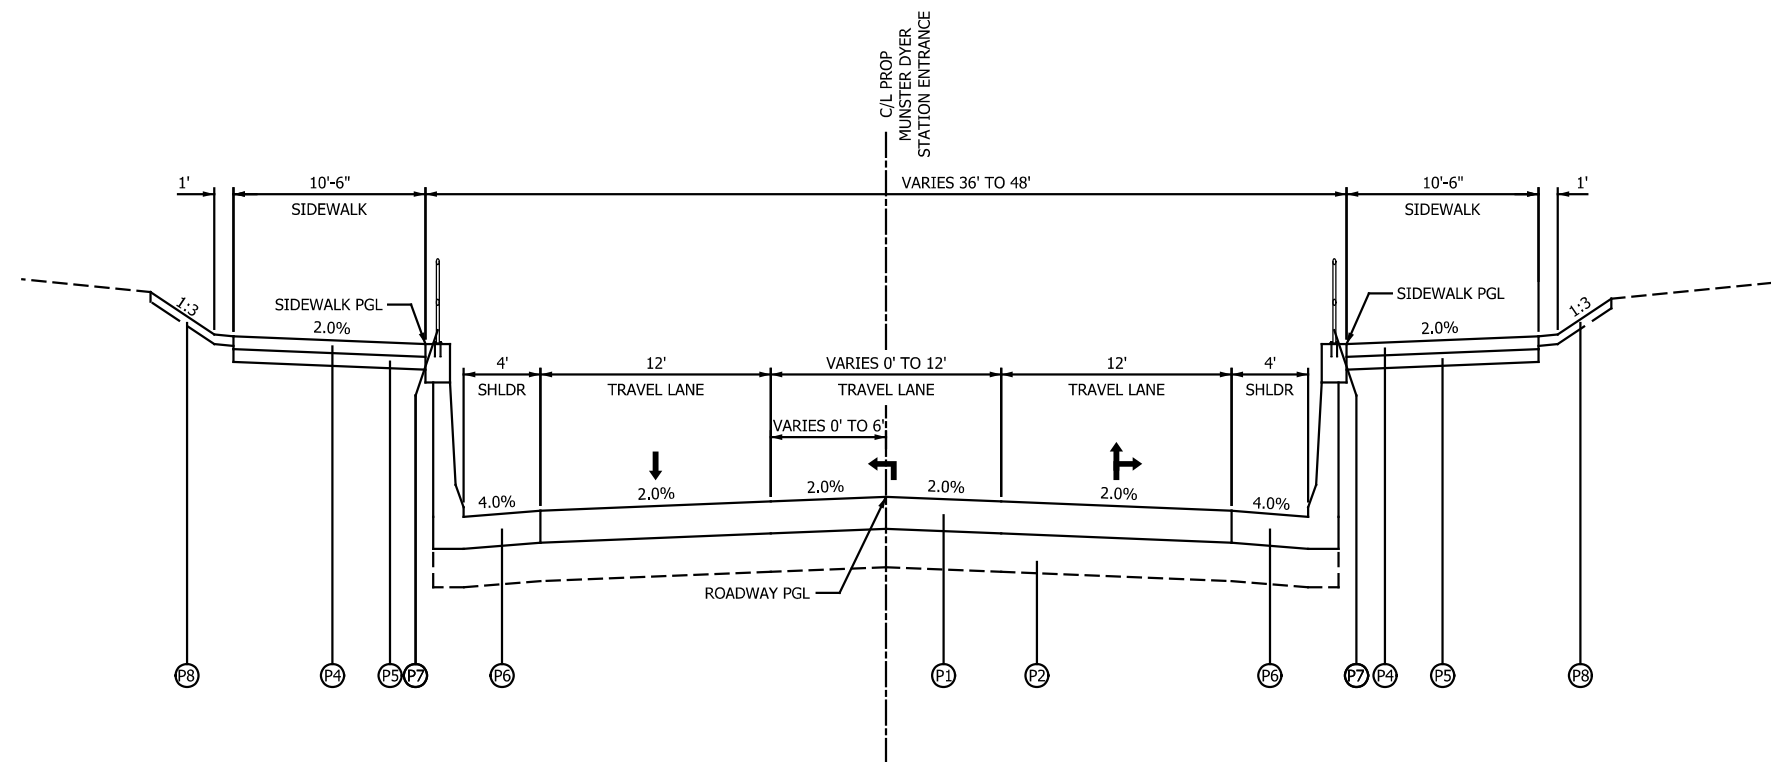 C/L PROP
MUNSTER DYER
STATION ENTRANCE
1'
10'-6"
SIDEWALK
VARIES 36' TO 48'
10'-6"
SIDEWALK
1'
1:3
SIDEWALK PGL
2.0%
SIDEWALK PGL
2.0%
1:3
4'
SHLDR
12'
TRAVEL LANE
VARIES 0' TO 12'
TRAVEL LANE
12'
TRAVEL LANE
4'
SHLDR
VARIES 0' TO 6'
4.0%
2.0%
2.0%
2.0%
2.0%
4.0%
ROADWAY PGL
P8
P4
P5
P7
P6
P1
P2
P6
P7
P4
P5
P8